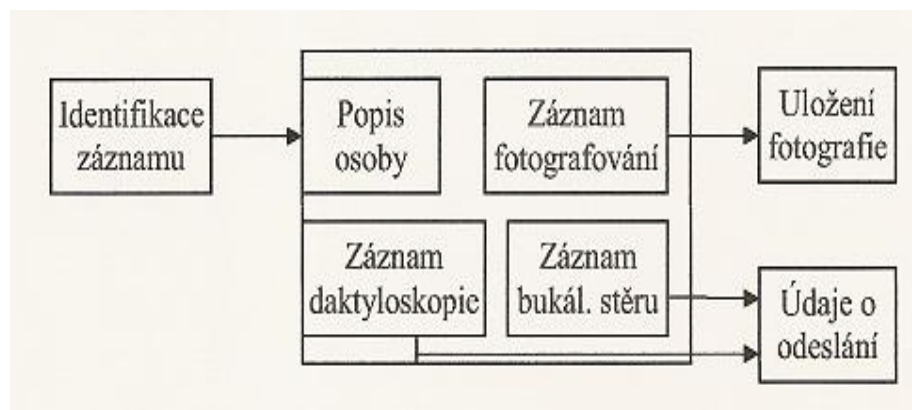 Identifikace
záznamu
Popis
osoby
Záznam
fotografování
Uložení
fotografie
Záznam
daktyloskopie
Záznam
bukál. stěru
Údaje o
odeslání